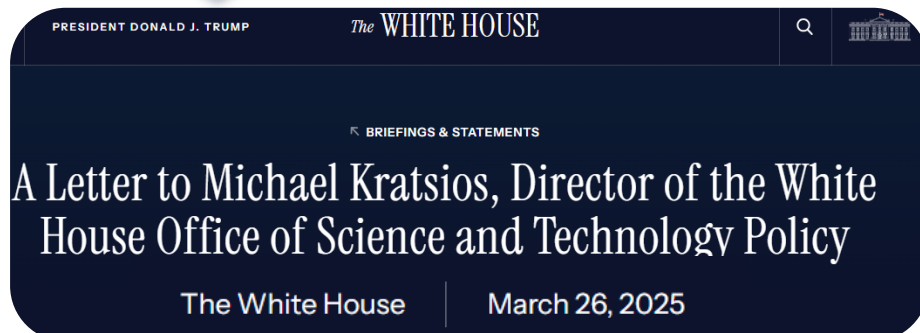 PRESIDENT DONALD J. TRUMP The WHITE HOUSE
BRIEFINGS & STATEMENTS
A Letter to Michael Kratsios, Director of the White
House Office of Science and Technology Policy
The White House March 26, 2025